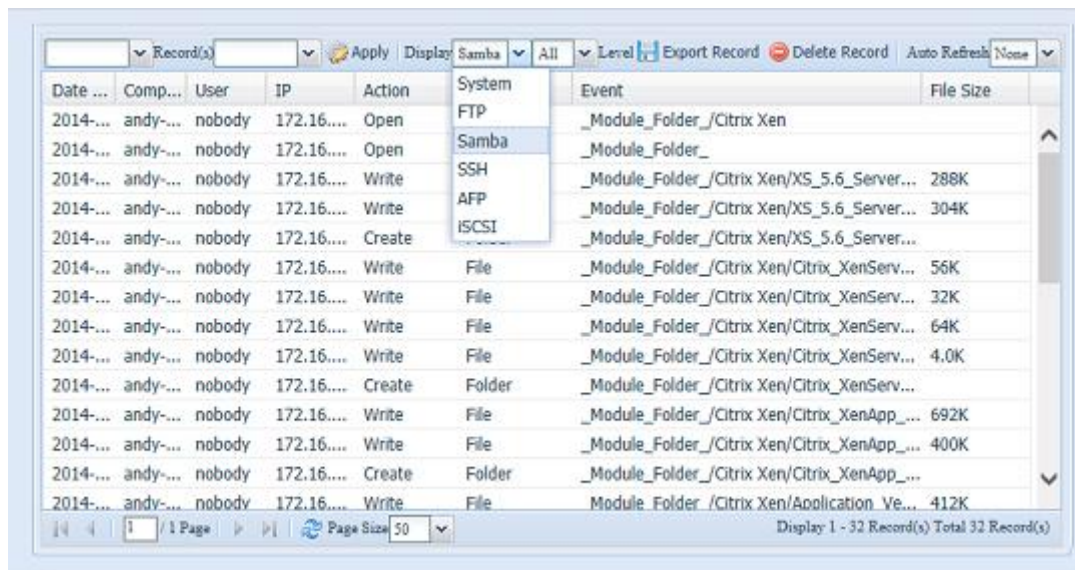 Record(s) Apply Display Samba All Level Export Record Delete Record Auto Refresh None
Date ... Comp... User IP Action Event File Size
System
FTP
Samba
SSH
AFP
iSCSI
2014-... andy-... nobody 172.16.... Open _Module_Folder_/Citrix Xen
2014-... andy-... nobody 172.16.... Open _Module_Folder_
2014-... andy-... nobody 172.16.... Write _Module_Folder_/Citrix Xen/XS_5.6_Server... 288K
2014-... andy-... nobody 172.16.... Write _Module_Folder_/Citrix Xen/XS_5.6_Server... 304K
2014-... andy-... nobody 172.16.... Create _Module_Folder_/Citrix Xen/XS_5.6_Server...
2014-... andy-... nobody 172.16.... Write File _Module_Folder_/Citrix Xen/Citrix_XenServ... 56K
2014-... andy-... nobody 172.16.... Write File _Module_Folder_/Citrix Xen/Citrix_XenServ... 32K
2014-... andy-... nobody 172.16.... Write File _Module_Folder_/Citrix Xen/Citrix_XenServ... 64K
2014-... andy-... nobody 172.16.... Write File _Module_Folder_/Citrix Xen/Citrix_XenServ... 4.0K
2014-... andy-... nobody 172.16.... Create Folder _Module_Folder_/Citrix Xen/Citrix_XenServ...
2014-... andy-... nobody 172.16.... Write File _Module_Folder_/Citrix Xen/Citrix_XenApp_... 692K
2014-... andy-... nobody 172.16.... Write File _Module_Folder_/Citrix Xen/Citrix_XenApp_... 400K
2014-... andy-... nobody 172.16.... Create Folder _Module_Folder_/Citrix Xen/Citrix_XenApp_...
2014-... andy-... nobody 172.16.... Write File _Module_Folder_/Citrix Xen/Application_Ve... 412K
1 / 1 Page Page Size 50 Display 1 - 32 Record(s) Total 32 Record(s)